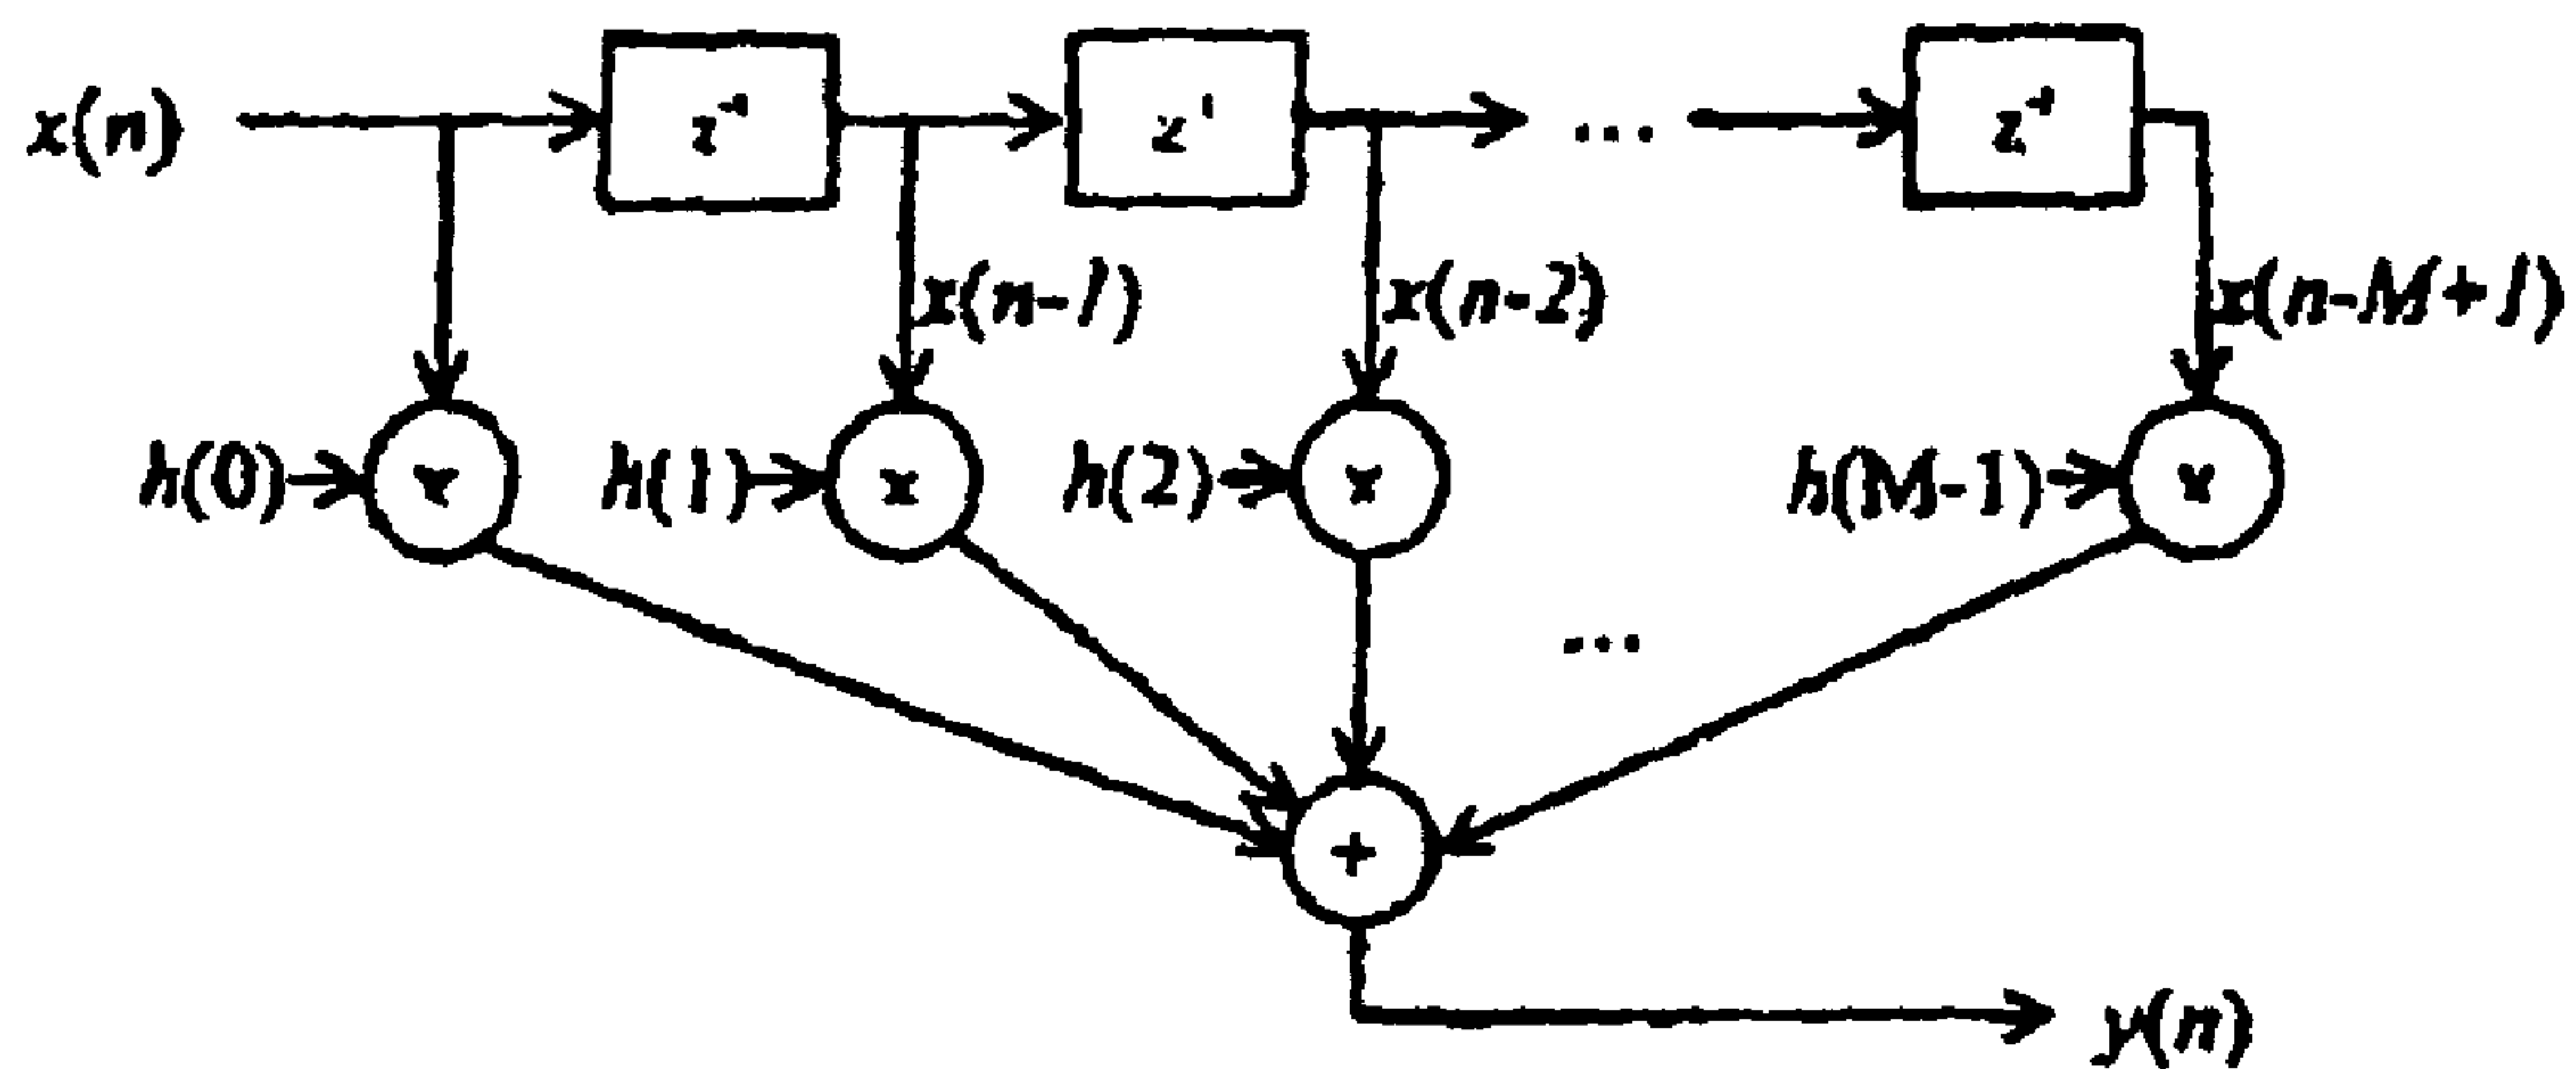 x(n) z⁻¹ z⁻¹ ... z⁻¹
x(n-1) x(n-2) x(n-M+1)
h(0) x h(1) x h(2) x h(M-1) x
...
+
y(n)